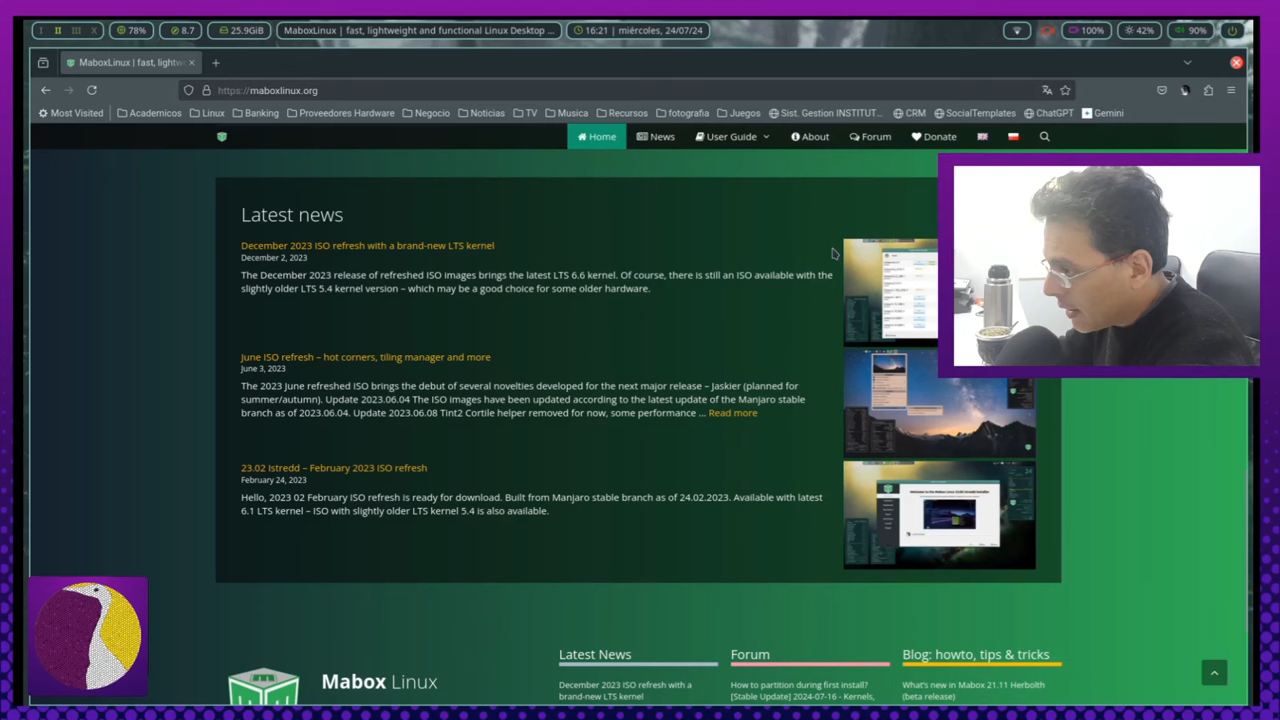 I II III X 78% 8.7 25.9GiB MaboxLinux | fast, lightweight and functional Linux Desktop ... 16:21 | miércoles, 24/07/24 100% 42% 90%
MaboxLinux | fast, lightw
https://maboxlinux.org
Most Visited Academicos Linux Banking Proveedores Hardware Negocio Noticias TV Musica Recursos fotografia Juegos Sist. Gestion INSTITUT... CRM SocialTemplates ChatGPT Gemini
Home News User Guide About Forum Donate
Latest news
December 2023 ISO refresh with a brand-new LTS kernel
December 2, 2023
The December 2023 release of refreshed ISO images brings the latest LTS 6.6 kernel. Of course, there is still an ISO available with the
slightly older LTS 5.4 kernel version – which may be a good choice for some older hardware.
June ISO refresh – hot corners, tiling manager and more
June 3, 2023
The 2023 June refreshed ISO brings the debut of several novelties developed for the next major release – Jaskier (planned for
summer/autumn). Update 2023.06.04 The ISO images have been updated according to the latest update of the Manjaro stable
branch as of 2023.06.04. Update 2023.06.08 Tint2 Cortile helper removed for now, some performance ... Read more
23.02 Istredd – February 2023 ISO refresh
February 24, 2023
Hello, 2023 02 February ISO refresh is ready for download. Built from Manjaro stable branch as of 24.02.2023. Available with latest
6.1 LTS kernel – ISO with slightly older LTS kernel 5.4 is also available.
Mabox Linux
Latest News
December 2023 ISO refresh with a
brand-new LTS kernel
Forum
How to partition during first install?
[Stable Update] 2024-07-16 - Kernels,
Blog: howto, tips & tricks
What's new in Mabox 21.11 Herbolth
(beta release)